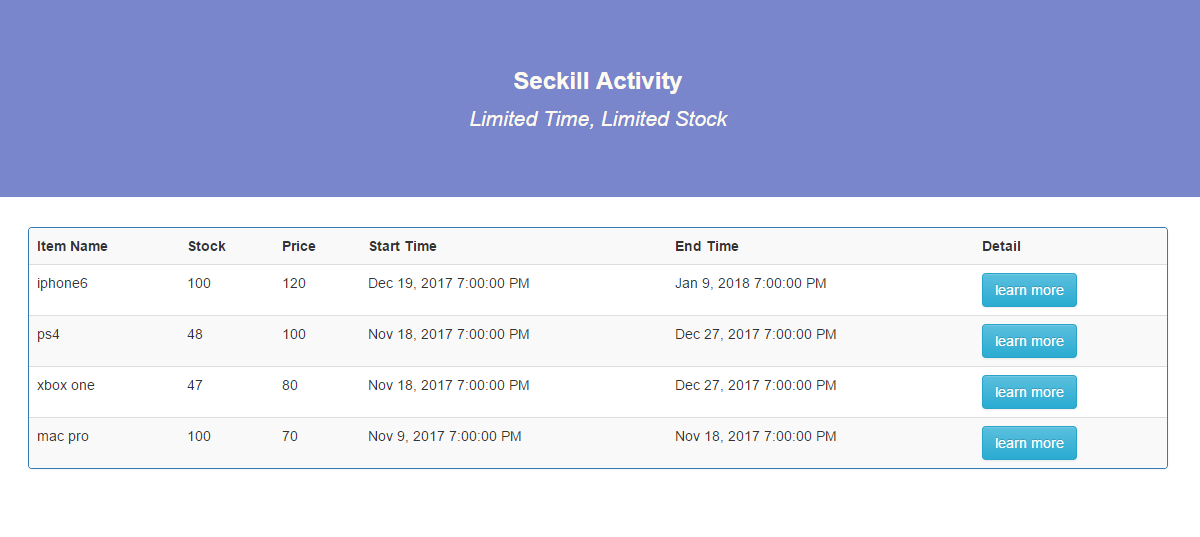 Seckill Activity
Limited Time, Limited Stock
Item Name Stock Price Start Time End Time Detail
iphone6 100 120 Dec 19, 2017 7:00:00 PM Jan 9, 2018 7:00:00 PM learn more
ps4 48 100 Nov 18, 2017 7:00:00 PM Dec 27, 2017 7:00:00 PM learn more
xbox one 47 80 Nov 18, 2017 7:00:00 PM Dec 27, 2017 7:00:00 PM learn more
mac pro 100 70 Nov 9, 2017 7:00:00 PM Nov 18, 2017 7:00:00 PM learn more